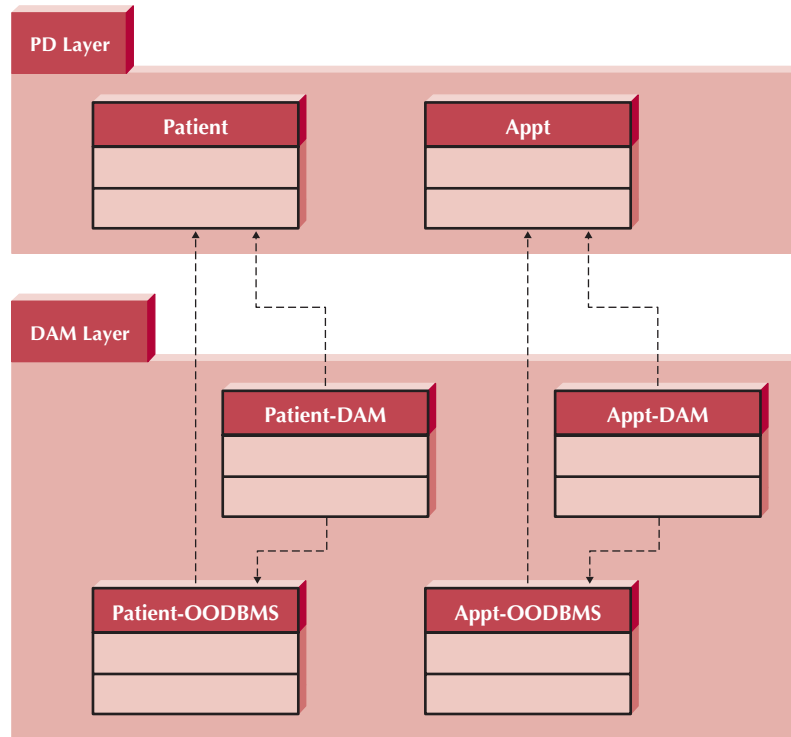 PD Layer
Patient
Appt
DAM Layer
Patient-DAM
Appt-DAM
Patient-OODBMS
Appt-OODBMS